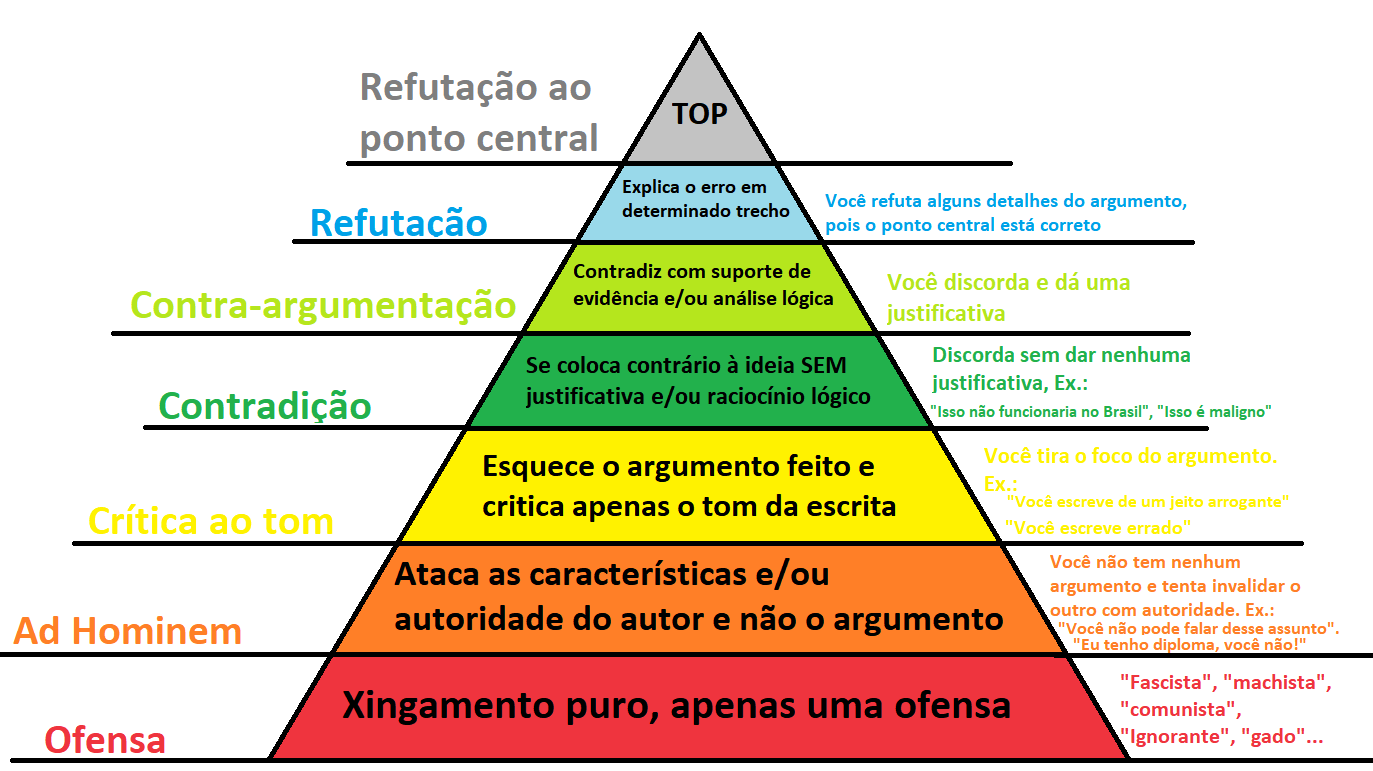 Refutação ao
ponto central
TOP
Refutação
Explica o erro em
determinado trecho
Você refuta alguns detalhes do argumento,
pois o ponto central está correto
Contra-argumentação
Contradiz com suporte de
evidência e/ou análise lógica
Você discorda e dá uma
justificativa
Contradição
Se coloca contrário à ideia SEM
justificativa e/ou raciocínio lógico
Discorda sem dar nenhuma
justificativa, Ex.:
"Isso não funcionaria no Brasil", "Isso é maligno"
Crítica ao tom
Esquece o argumento feito e
critica apenas o tom da escrita
Você tira o foco do argumento.
Ex.:
"Você escreve de um jeito arrogante"
"Você escreve errado"
Ad Hominem
Ataca as características e/ou
autoridade do autor e não o argumento
Você não tem nenhum
argumento e tenta invalidar o
outro com autoridade. Ex.:
"Você não pode falar desse assunto".
"Eu tenho diploma, você não!"
Ofensa
Xingamento puro, apenas uma ofensa
"Fascista", "machista",
"comunista",
"Ignorante", "gado"...